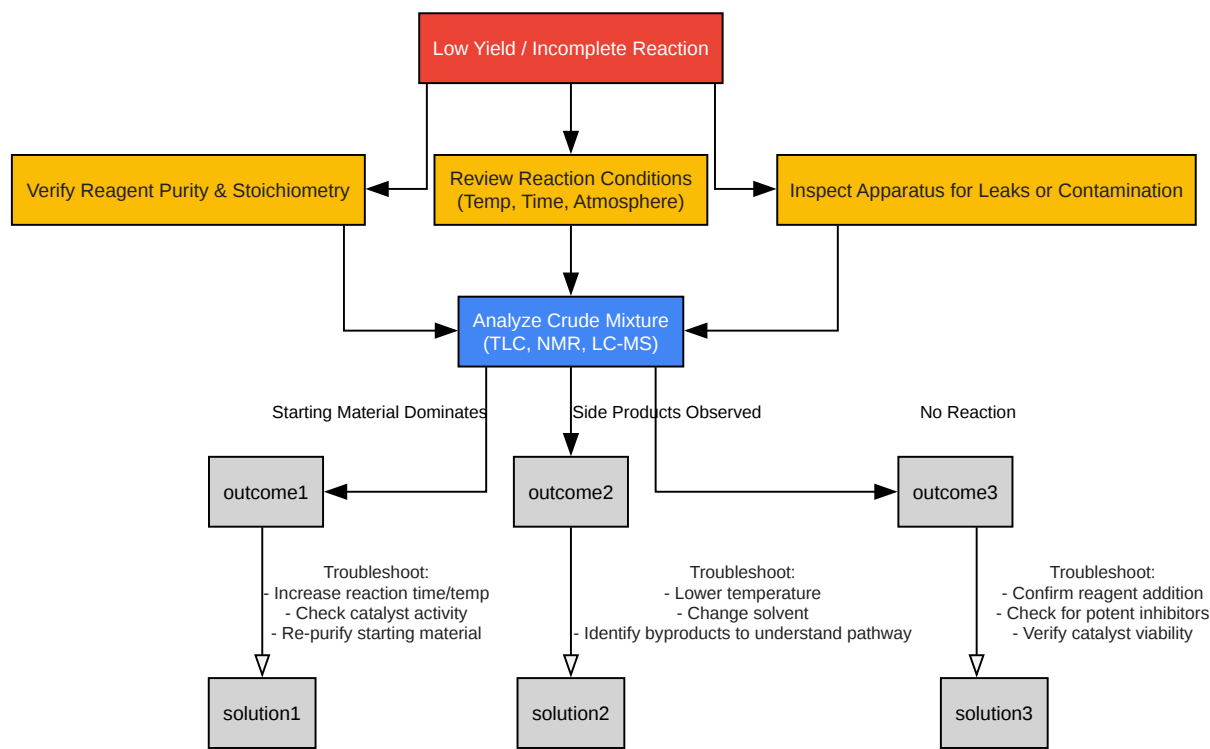 Low Yield / Incomplete Reaction
Verify Reagent Purity & Stoichiometry
Review Reaction Conditions
(Temp, Time, Atmosphere)
Inspect Apparatus for Leaks or Contamination
Analyze Crude Mixture
(TLC, NMR, LC-MS)
Starting Material Dominates
Side Products Observed
No Reaction
outcome1
outcome2
outcome3
Troubleshoot:
- Increase reaction time/temp
- Check catalyst activity
- Re-purify starting material
Troubleshoot:
- Lower temperature
- Change solvent
- Identify byproducts to understand pathway
Troubleshoot:
- Confirm reagent addition
- Check for potent inhibitors
- Verify catalyst viability
solution1
solution2
solution3